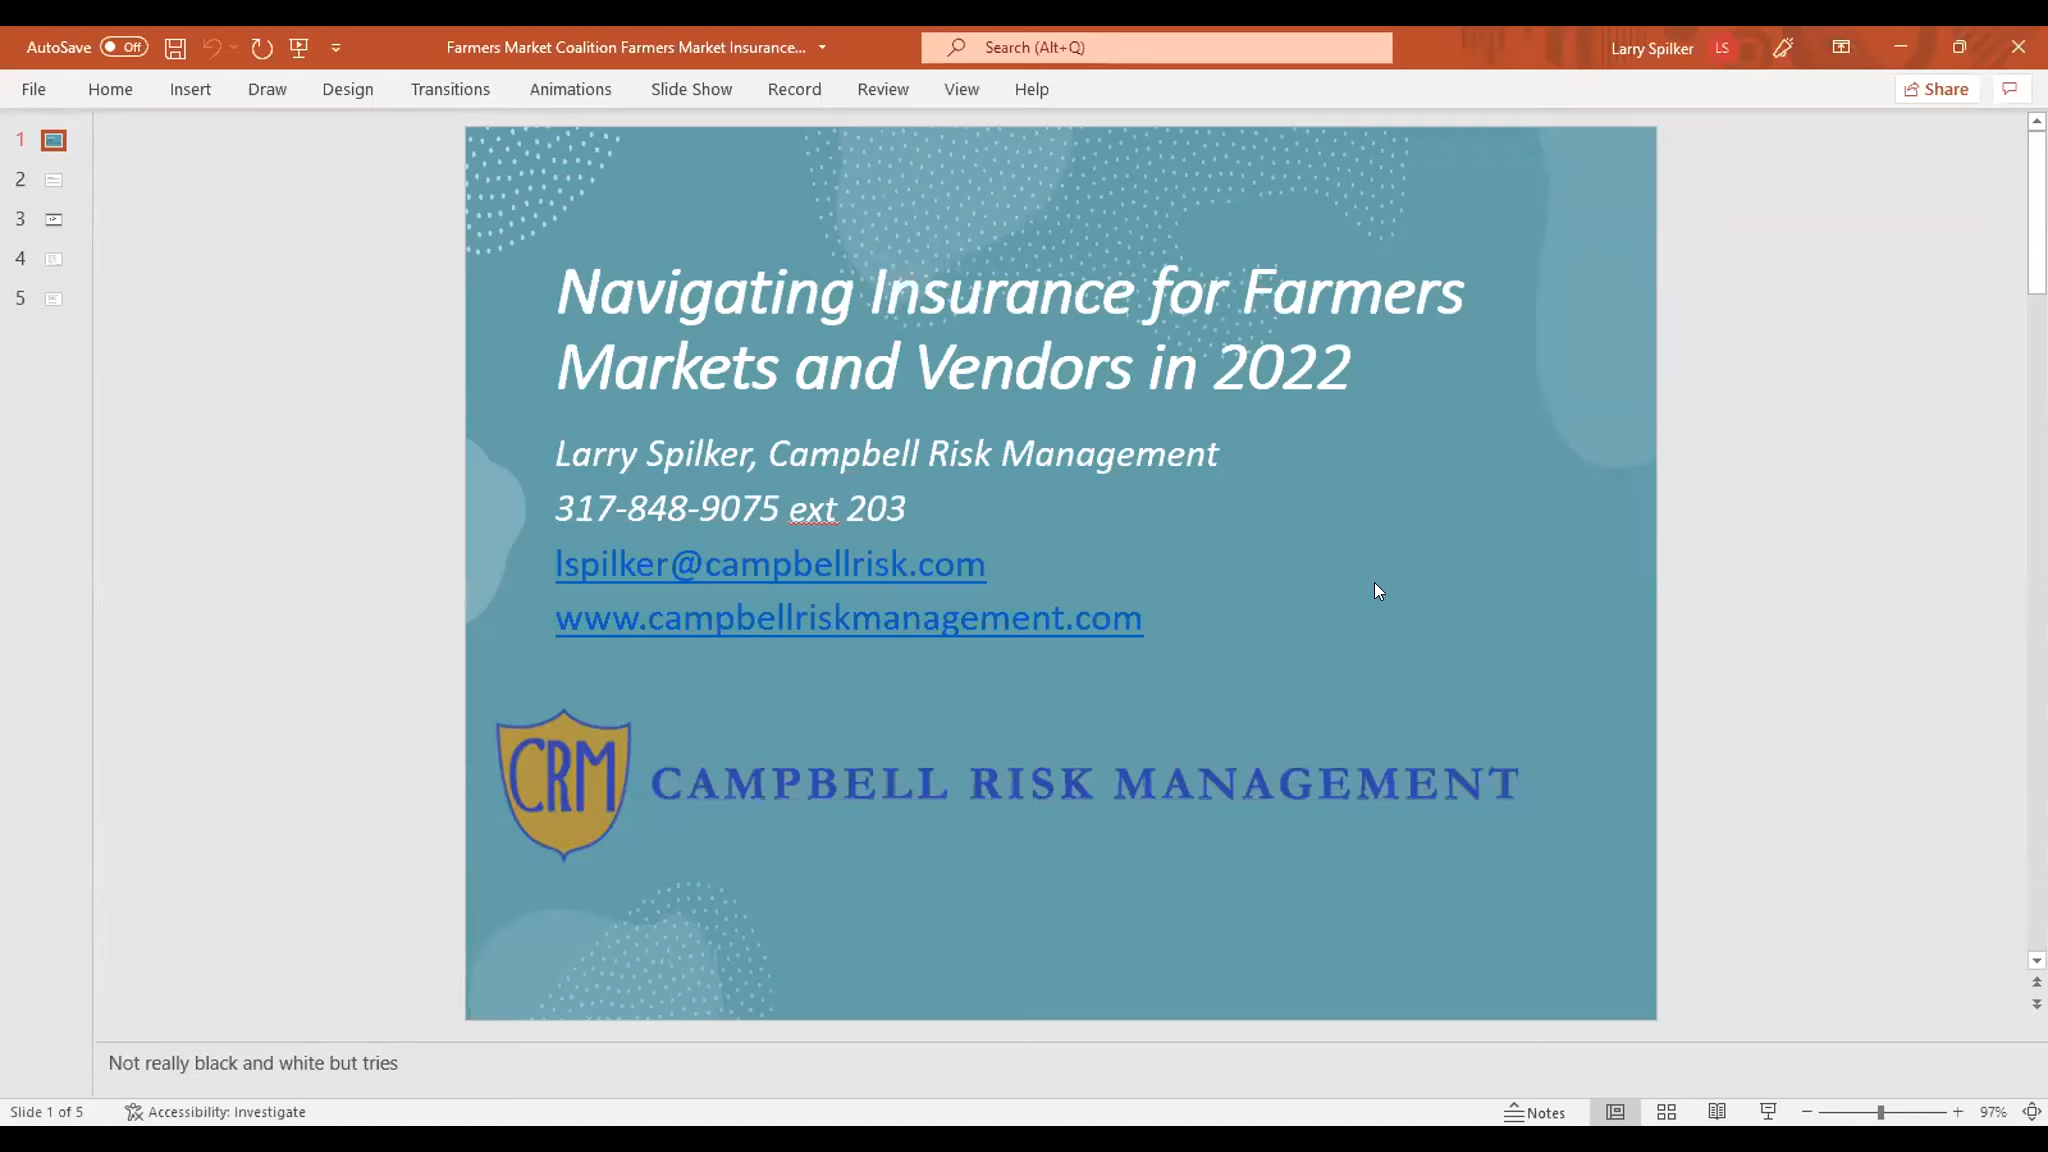 AutoSave Off
Farmers Market Coalition Farmers Market Insurance...
Search (Alt+Q)
Larry Spilker LS
File Home Insert Draw Design Transitions Animations Slide Show Record Review View Help
Share
1
2
3
4
5
Navigating Insurance for Farmers
Markets and Vendors in 2022
Larry Spilker, Campbell Risk Management
317-848-9075 ext 203
lspilker@campbellrisk.com
www.campbellriskmanagement.com
CRM
CAMPBELL RISK MANAGEMENT
Not really black and white but tries
Slide 1 of 5 Accessibility: Investigate Notes 97%